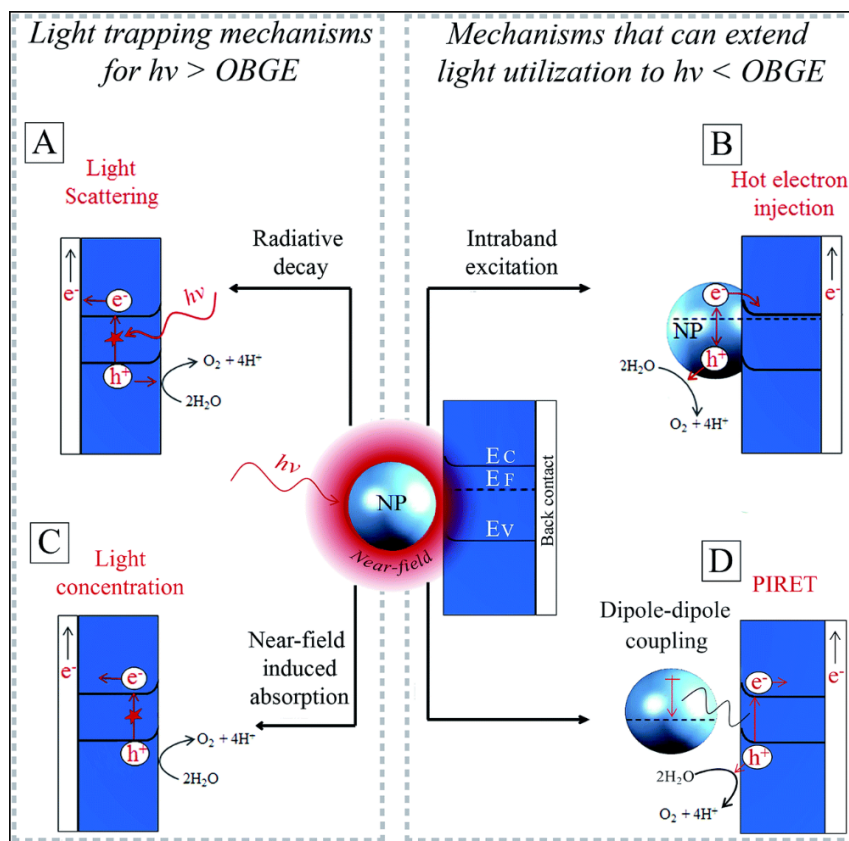 Light trapping mechanisms
for hν > OBGE
Mechanisms that can extend
light utilization to hν < OBGE
A
Light
Scattering
Radiative
decay
e-
e-
hν
h+
O2 + 4H+
2H2O
B
Hot electron
injection
Intraband
excitation
e-
NP
h+
e-
2H2O
O2 + 4H+
hν
NP
Near-field
EC
EF
EV
Back contact
C
Light
concentration
Near-field
induced
absorption
e-
e-
h+
O2 + 4H+
2H2O
D
PIRET
Dipole-dipole
coupling
e-
e-
h+
2H2O
O2 + 4H+